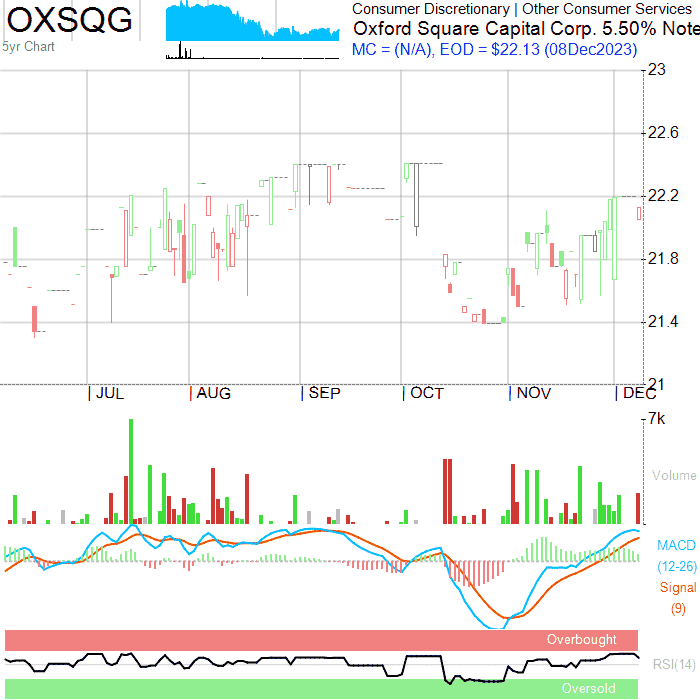 OXSQG
5yr Chart
Consumer Discretionary | Other Consumer Services
Oxford Square Capital Corp. 5.50% Note
MC = (N/A), EOD = $22.13 (08Dec2023)
23
22.6
22.2
21.8
21.4
21
JUL AUG SEP OCT NOV DEC
7k
Volume
MACD
(12-26)
Signal
(9)
Overbought
RSI(14)
Oversold